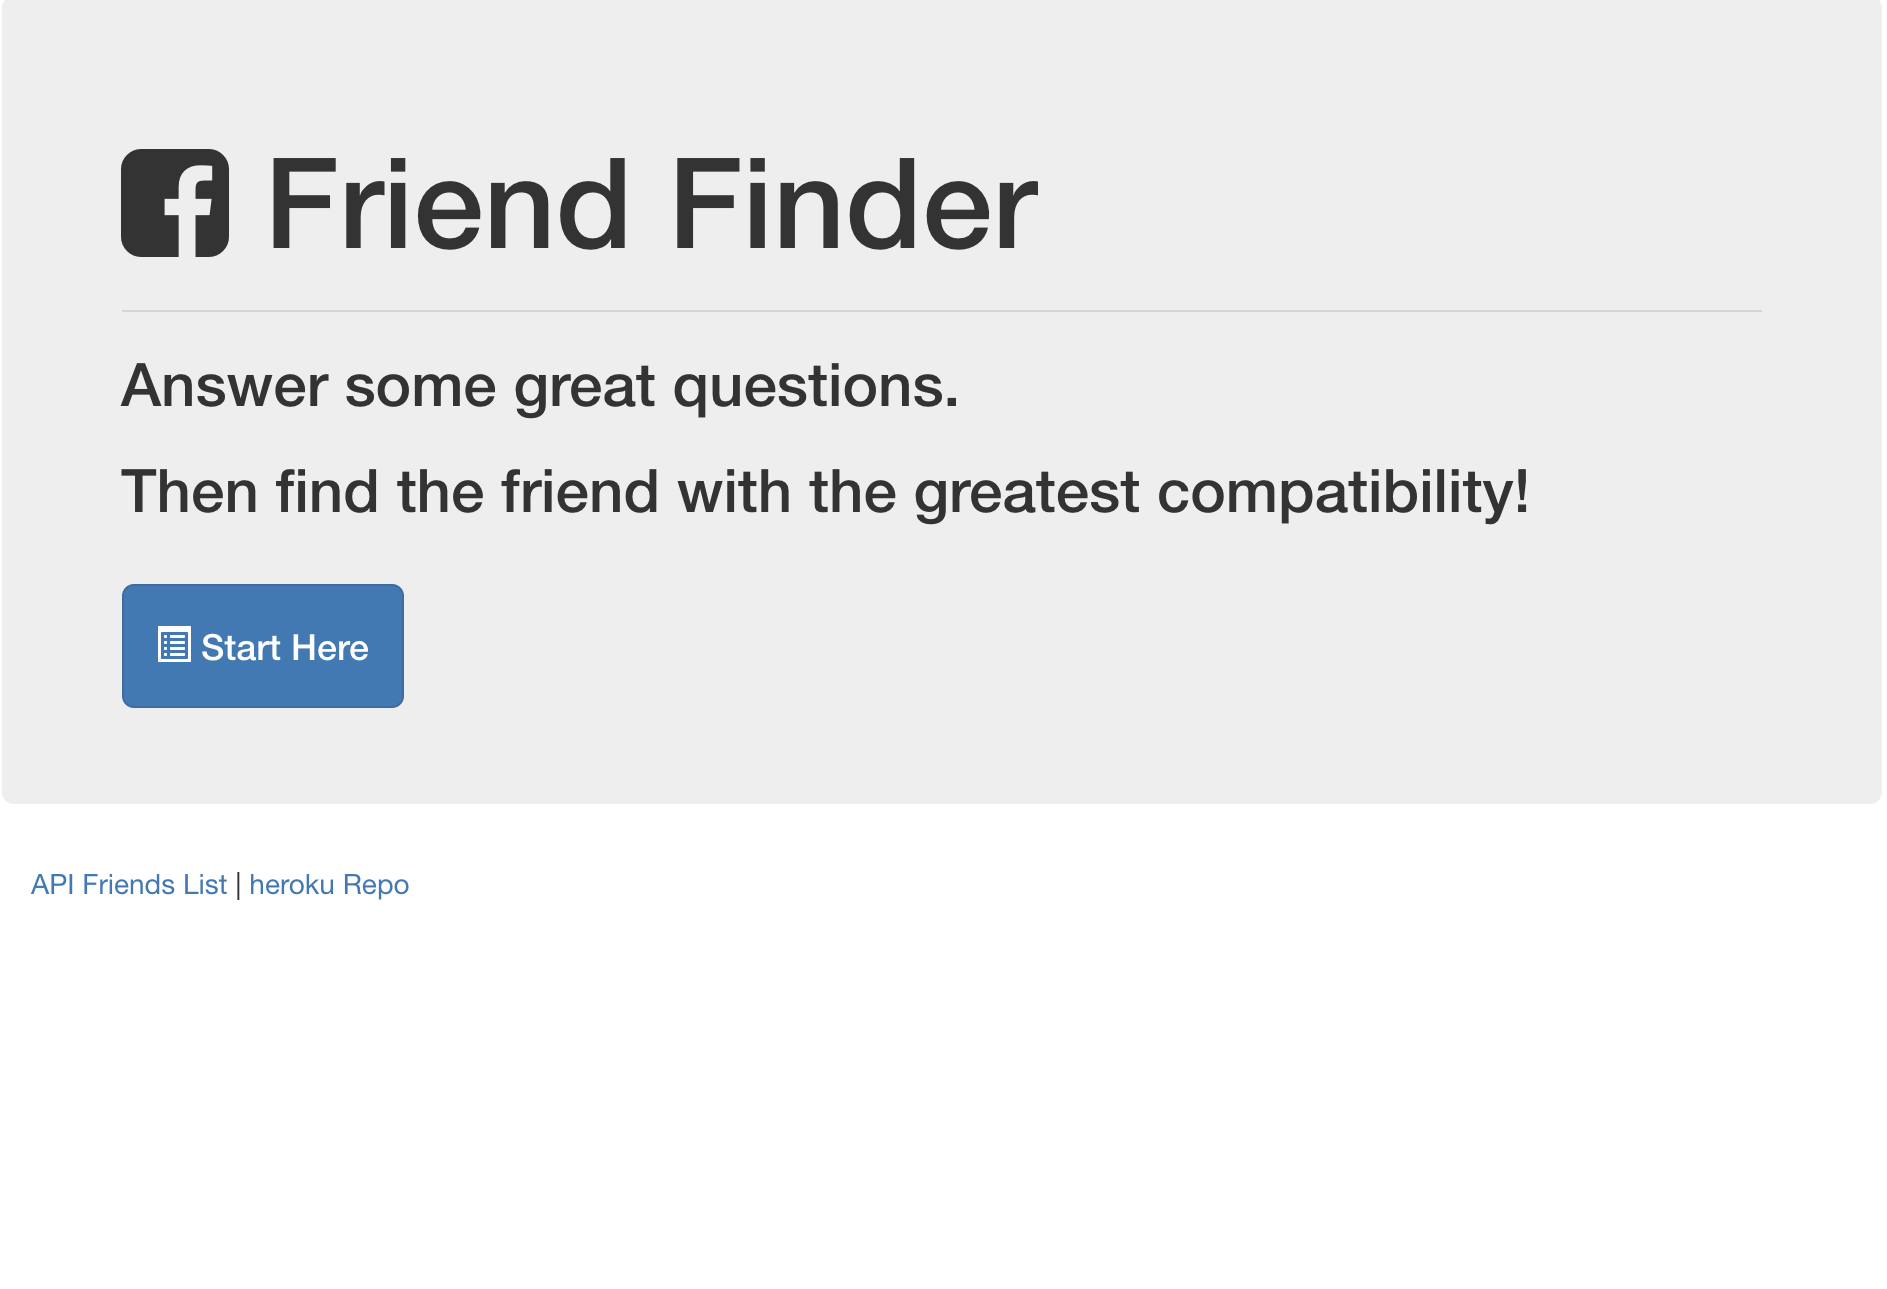 Friend Finder
Answer some great questions.
Then find the friend with the greatest compatibility!
Start Here
API Friends List | heroku Repo